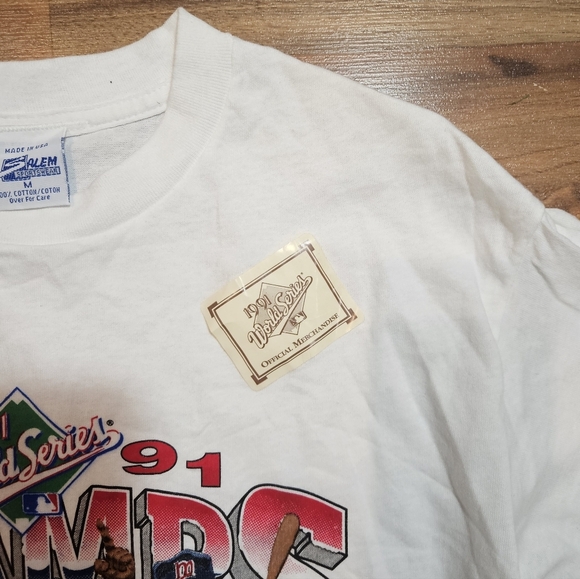 MADE IN USA
SALEM
SPORTSWEAR
M
100% COTTON/COTON
Over For Care
1991
World Series
OFFICIAL MERCHANDISE
World Series
91
CHAMPS
m